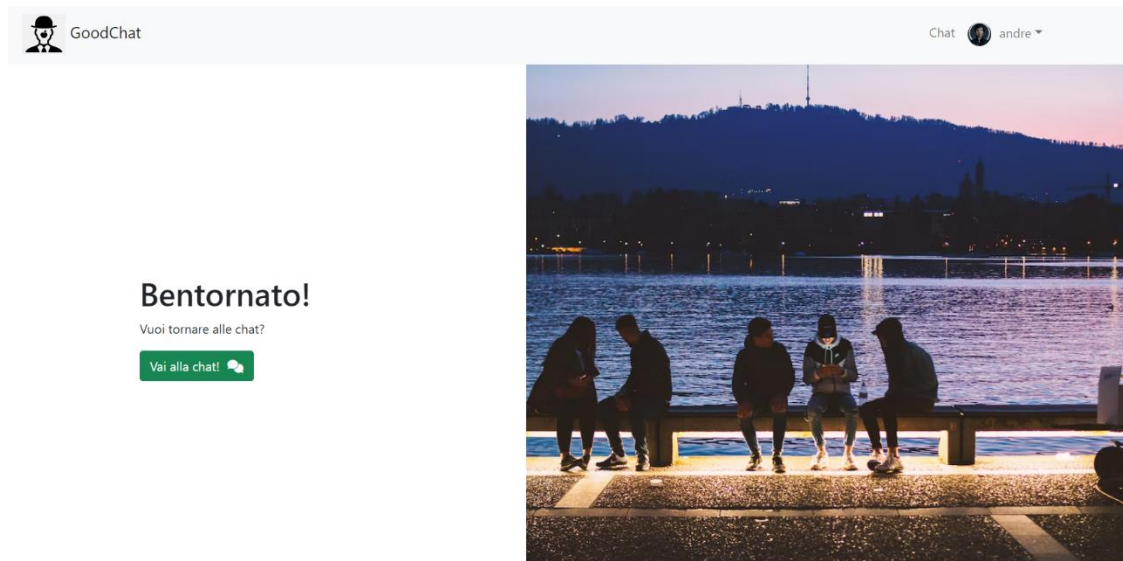 GoodChat
Chat andre
Bentornato!
Vuoi tornare alle chat?
Vai alla chat!